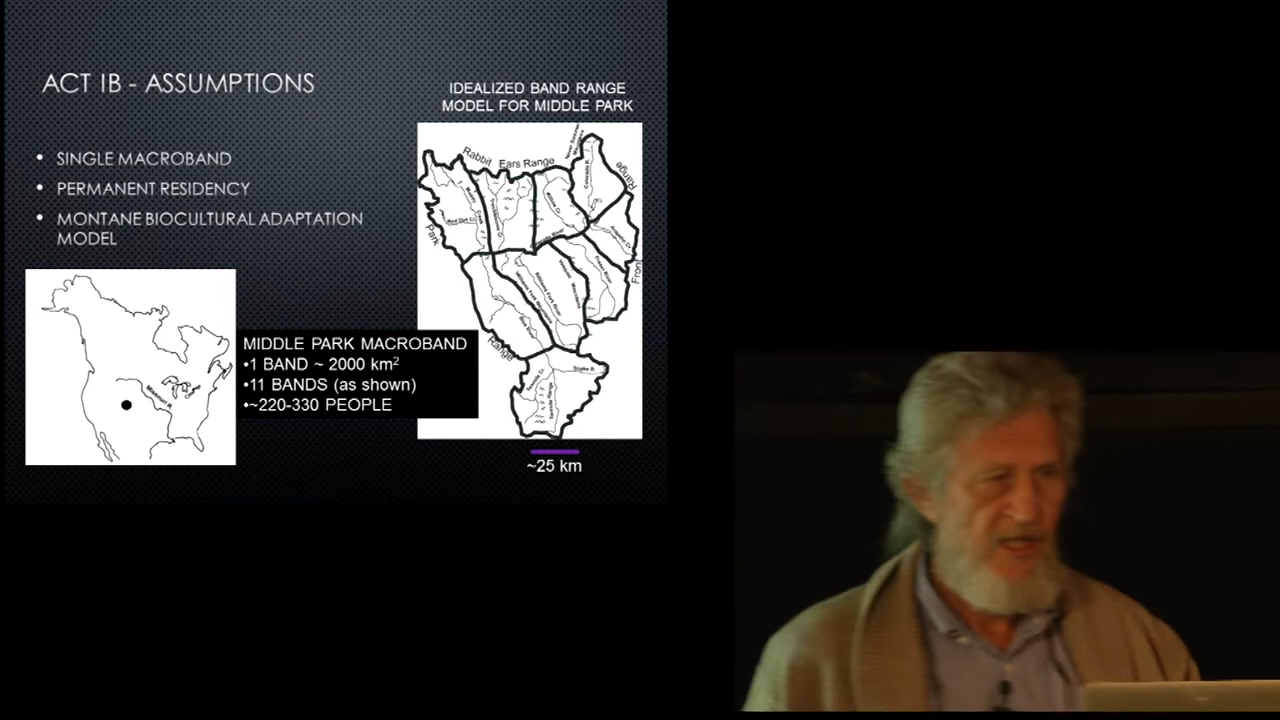 ACT IB - ASSUMPTIONS
• SINGLE MACROBAND
• PERMANENT RESIDENCY
• MONTANE BIOCULTURAL ADAPTATION
MODEL
IDEALIZED BAND RANGE
MODEL FOR MIDDLE PARK
Rabbit Ears Range
Range
Park
Front
Range
Snake R.
~25 km
Missouri R.
MIDDLE PARK MACROBAND
•1 BAND ~ 2000 km²
•11 BANDS (as shown)
•~220-330 PEOPLE